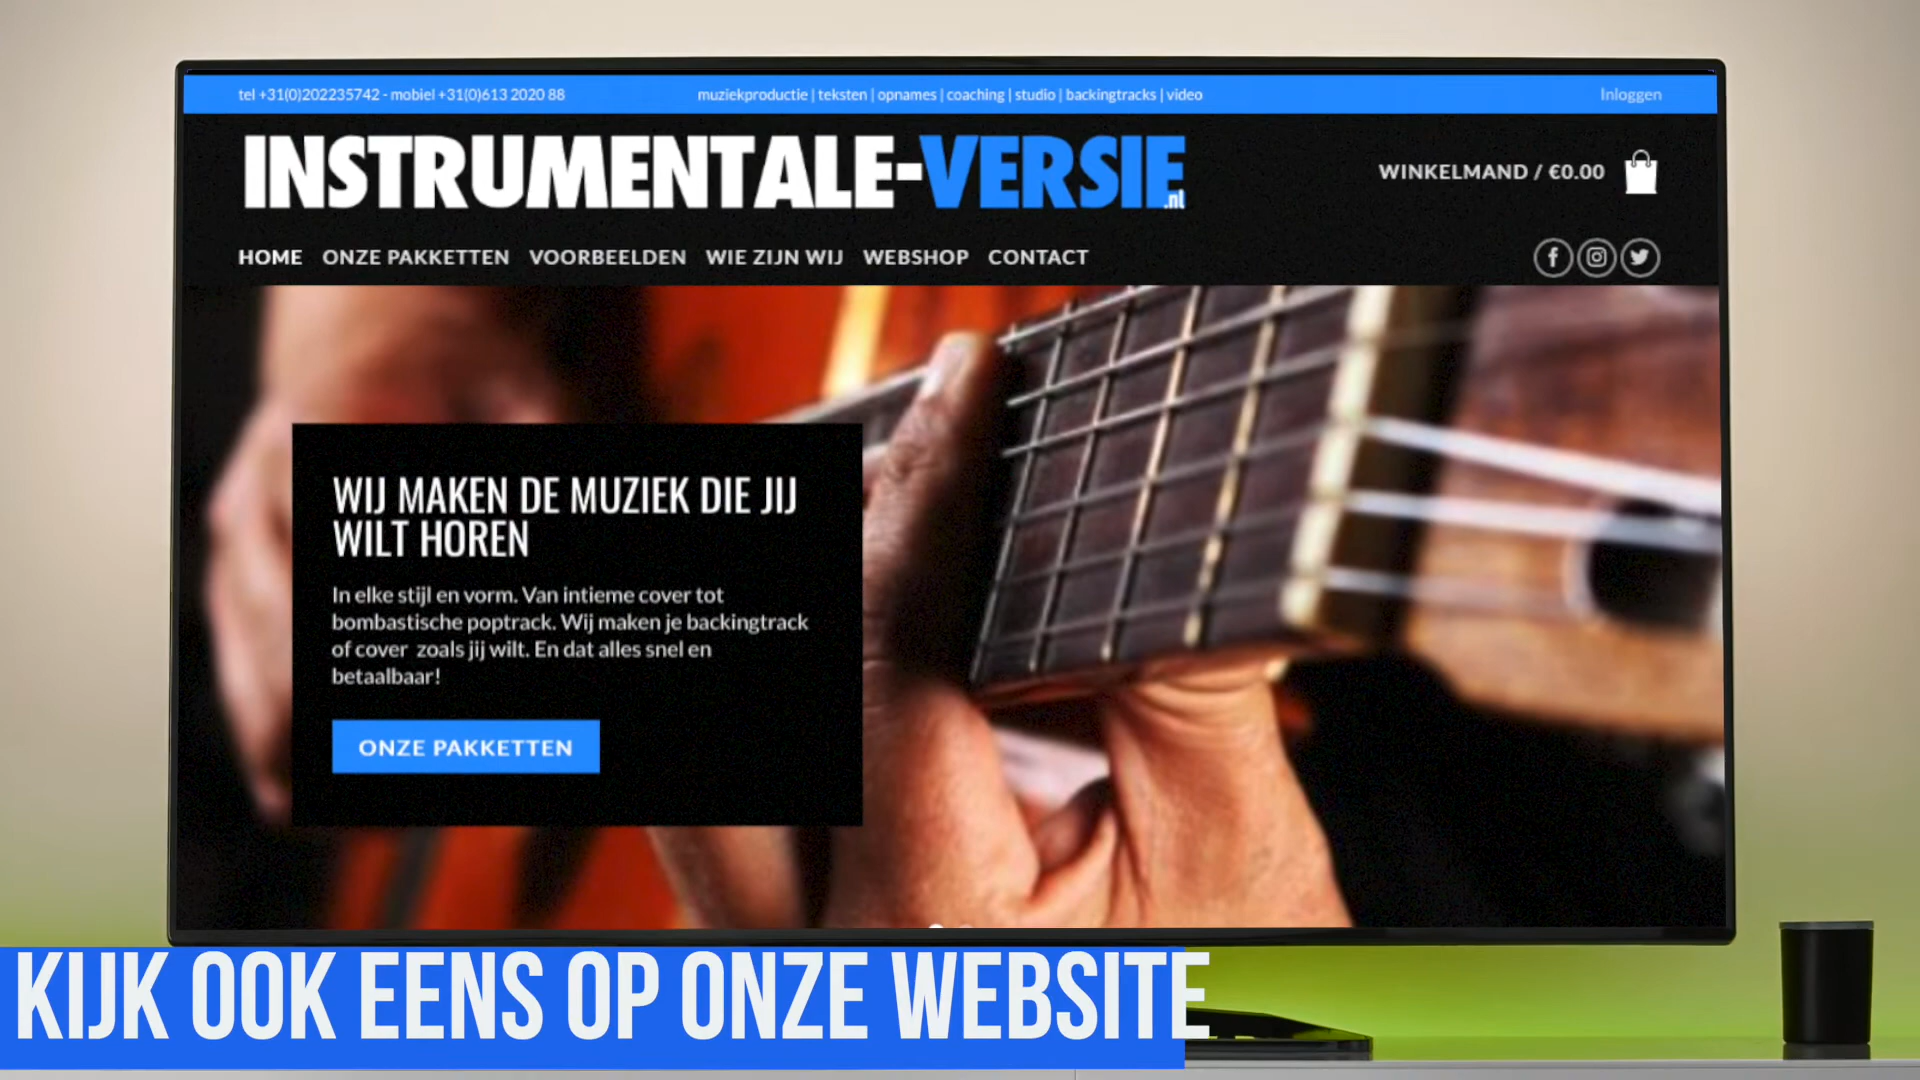 tel +31(0)202235742 - mobiel +31(0)613 2020 88
muziekproductie | teksten | opnames | coaching | studio | backingtracks | video
Inloggen
INSTRUMENTALE-VERSIE.nl
WINKELMAND / €0.00
HOME ONZE PAKKETTEN VOORBEELDEN WIE ZIJN WIJ WEBSHOP CONTACT
WIJ MAKEN DE MUZIEK DIE JIJ
WILT HOREN
In elke stijl en vorm. Van intieme cover tot
bombastische poptrack. Wij maken je backingtrack
of cover zoals jij wilt. En dat alles snel en
betaalbaar!
ONZE PAKKETTEN
KIJK OOK EENS OP ONZE WEBSITE